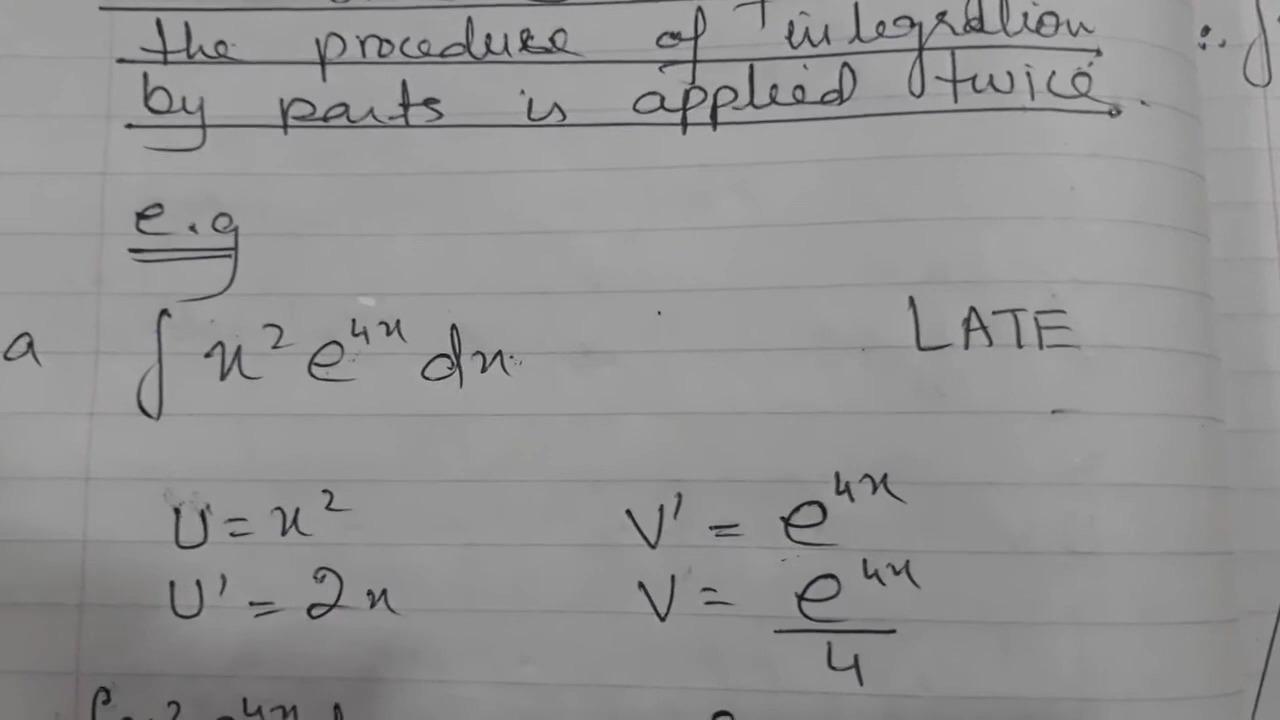 the procedure of integration
by parts is applied twice.
e.g
a ∫ x² e⁴ˣ dx LATE
U = x² V' = e⁴ˣ
U' = 2x V = e⁴ˣ/4